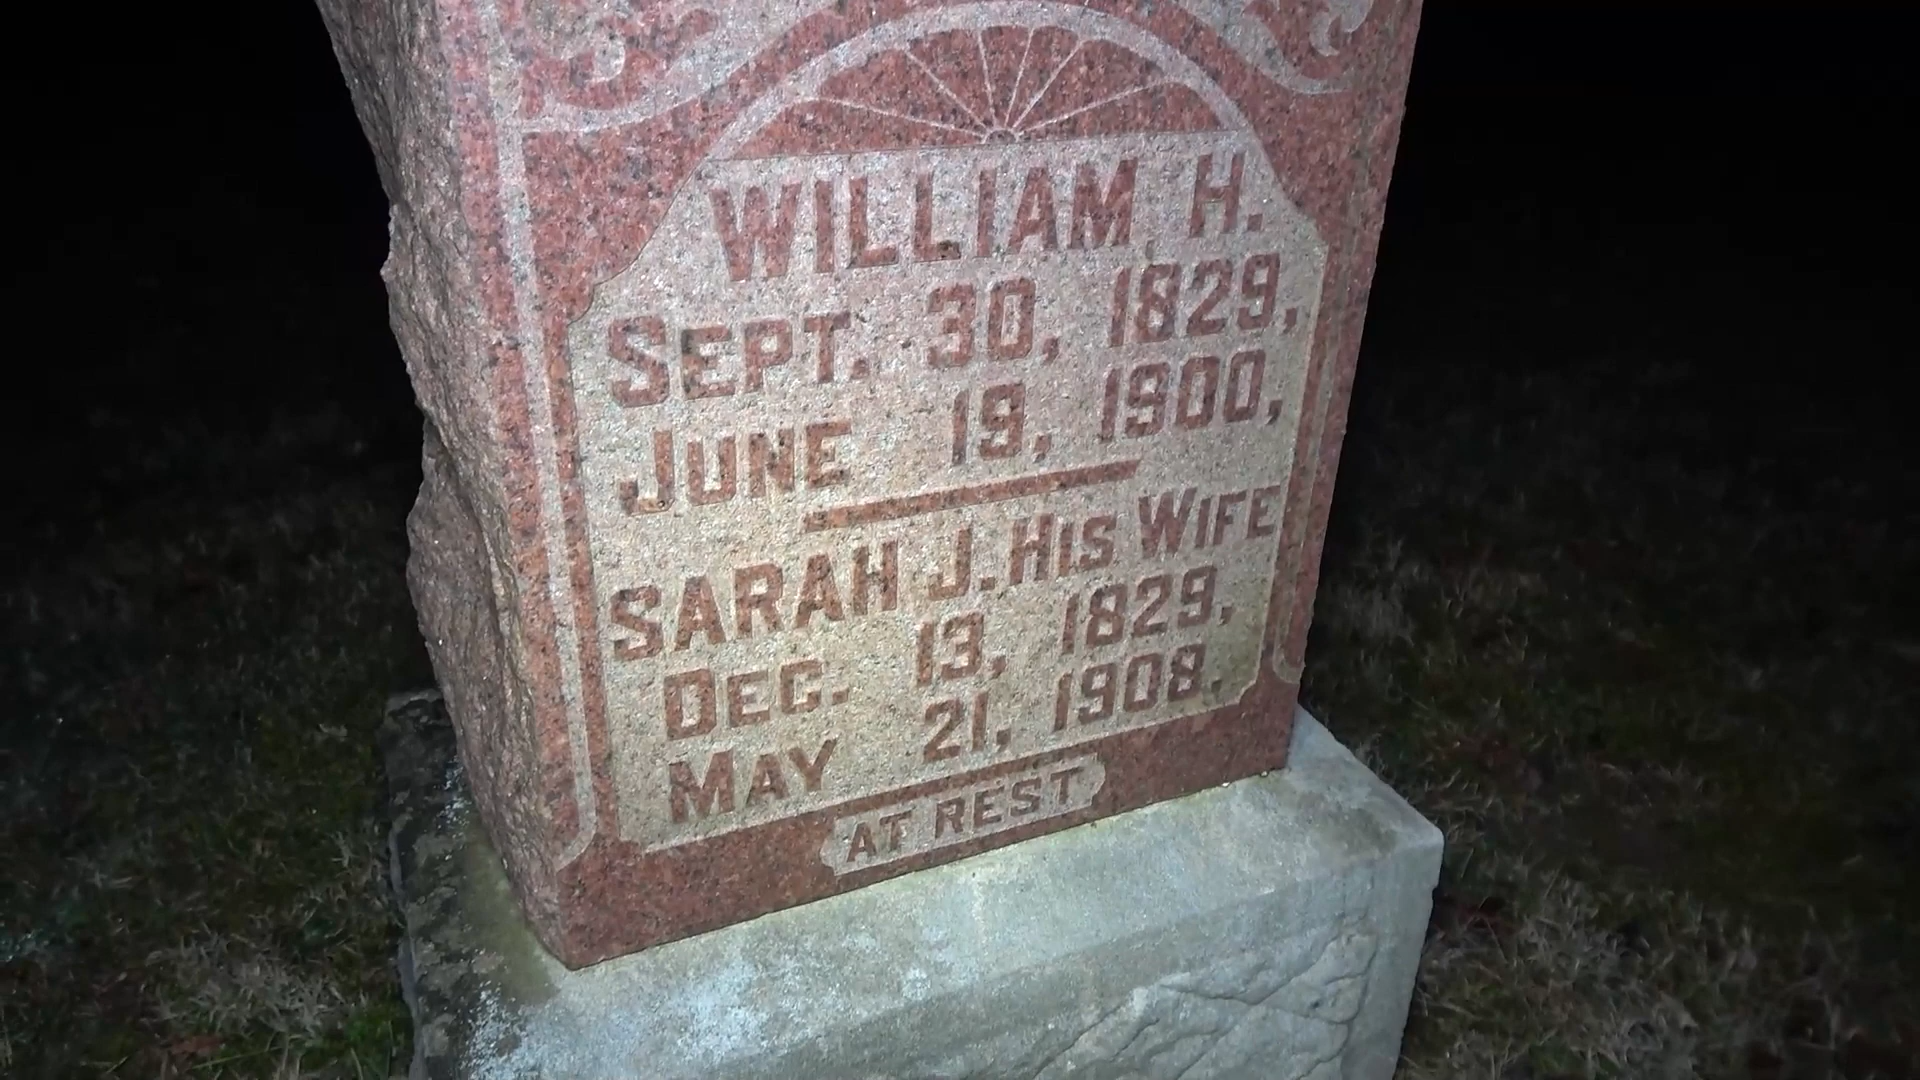 WILLIAM H.
SEPT. 30, 1829,
JUNE 19, 1900,
SARAH J. HIS WIFE
DEC. 13, 1829,
MAY 21, 1908.
AT REST